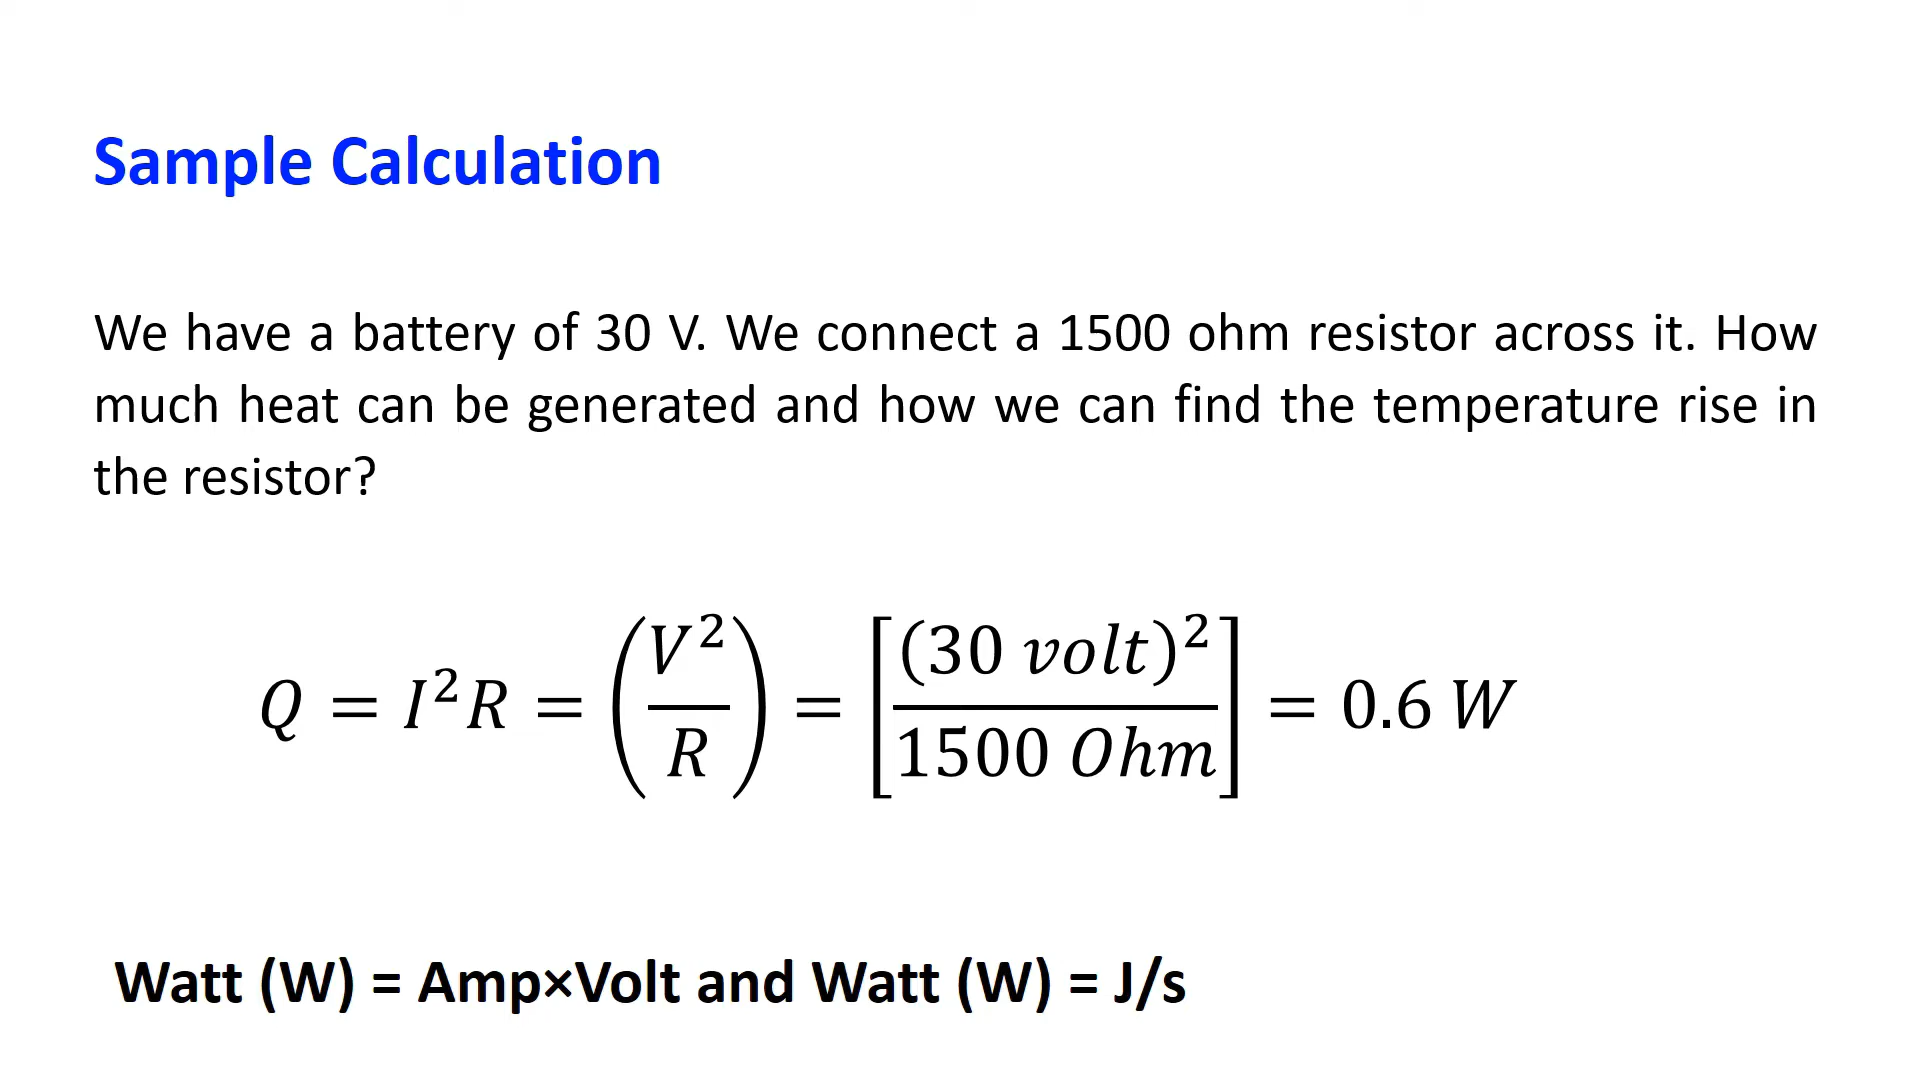 Sample Calculation
We have a battery of 30 V. We connect a 1500 ohm resistor across it. How
much heat can be generated and how we can find the temperature rise in
the resistor?
Q = I²R = (V²/R) = [(30 volt)²/1500 Ohm] = 0.6 W
Watt (W) = Amp×Volt and Watt (W) = J/s